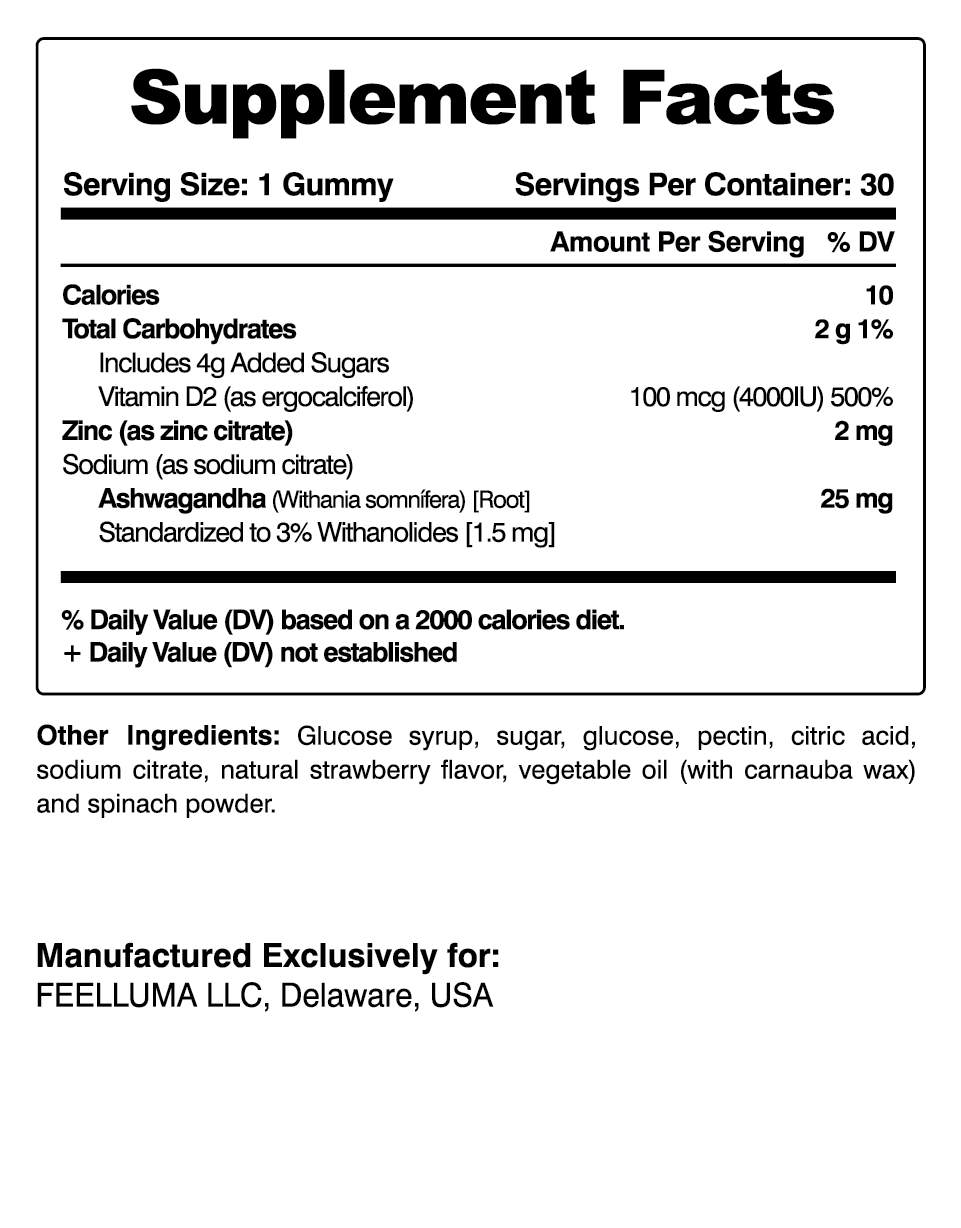 Supplement Facts
Serving Size: 1 Gummy Servings Per Container: 30
Amount Per Serving % DV
Calories 10
Total Carbohydrates 2 g 1%
Includes 4g Added Sugars
Vitamin D2 (as ergocalciferol) 100 mcg (4000IU) 500%
Zinc (as zinc citrate) 2 mg
Sodium (as sodium citrate)
Ashwagandha (Withania somnífera) [Root] 25 mg
Standardized to 3% Withanolides [1.5 mg]
% Daily Value (DV) based on a 2000 calories diet.
+ Daily Value (DV) not established
Other Ingredients: Glucose syrup, sugar, glucose, pectin, citric acid,
sodium citrate, natural strawberry flavor, vegetable oil (with carnauba wax)
and spinach powder.
Manufactured Exclusively for:
FEELLUMA LLC, Delaware, USA